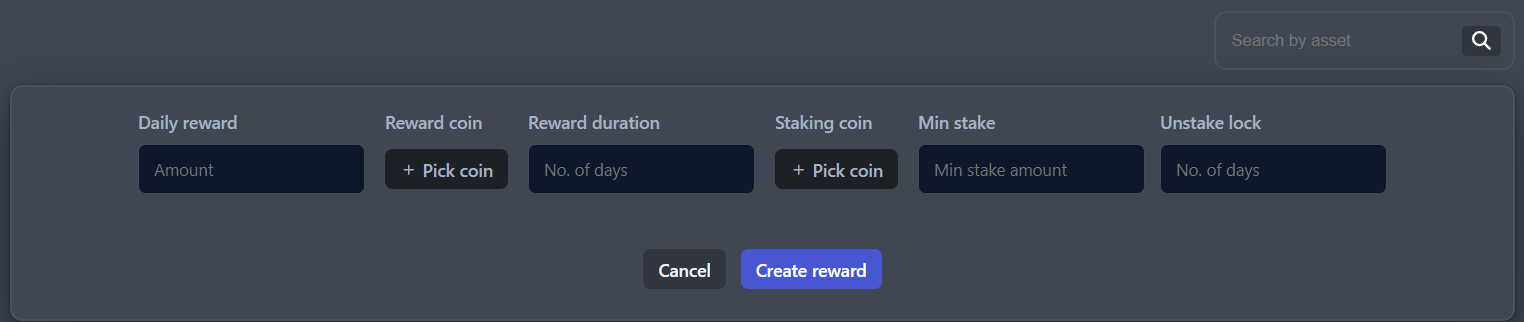 Search by asset
Daily reward Reward coin Reward duration Staking coin Min stake Unstake lock
Amount + Pick coin No. of days + Pick coin Min stake amount No. of days
Cancel Create reward